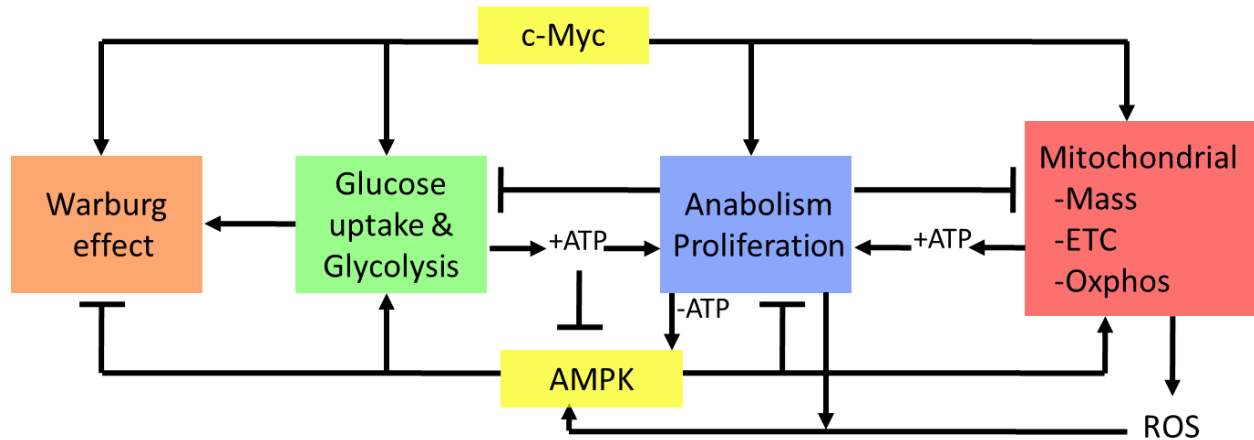 c-Myc
Warburg
effect
Glucose
uptake &
Glycolysis
+ATP
Anabolism
Proliferation
+ATP
Mitochondrial
-Mass
-ETC
-Oxphos
-ATP
AMPK
ROS